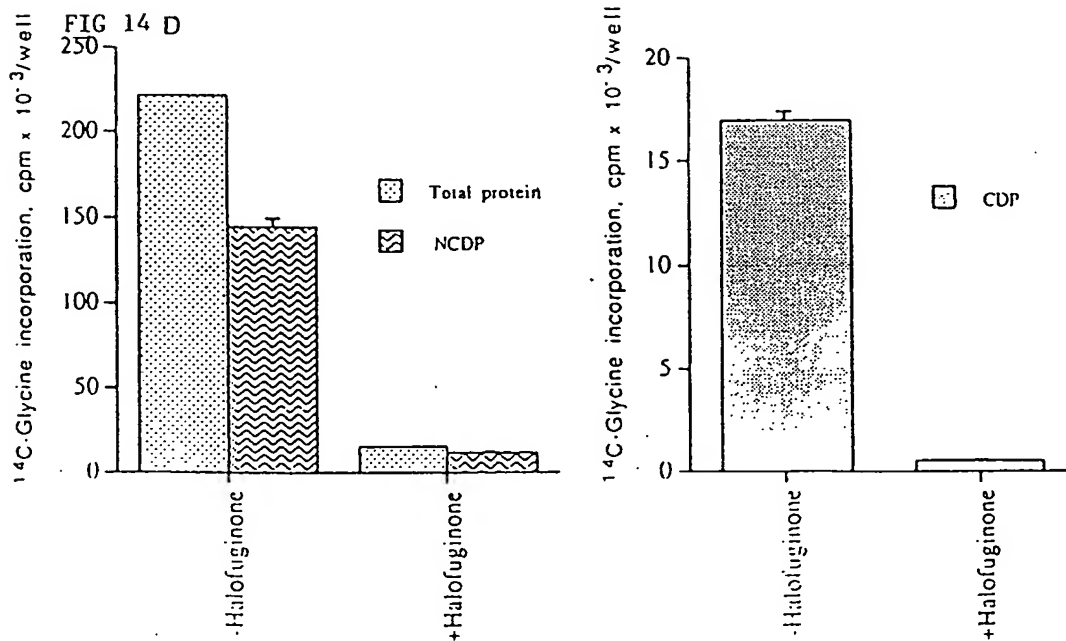 FIG 14 D
¹⁴C-Glycine incorporation, cpm x 10⁻³/well
250
200
150
100
50
0
Total protein
NCDP
-Halofuginone
+Halofuginone
¹⁴C-Glycine incorporation, cpm x 10⁻³/well
20
15
10
5
0
CDP
-Halofuginone
+Halofuginone